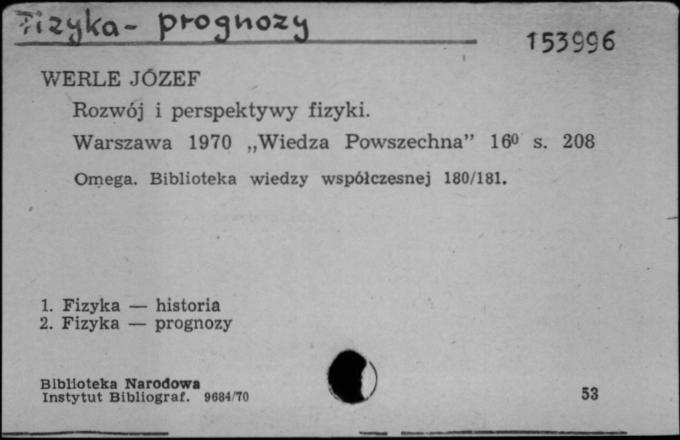 Fizyka - prognozy
153996
WERLE JÓZEF
Rozwój i perspektywy fizyki.
Warszawa 1970 „Wiedza Powszechna” 16⁰ s. 208
Omega. Biblioteka wiedzy współczesnej 180/181.
1. Fizyka — historia
2. Fizyka — prognozy
Biblioteka Narodowa
Instytut Bibliograf. 9684/70
53